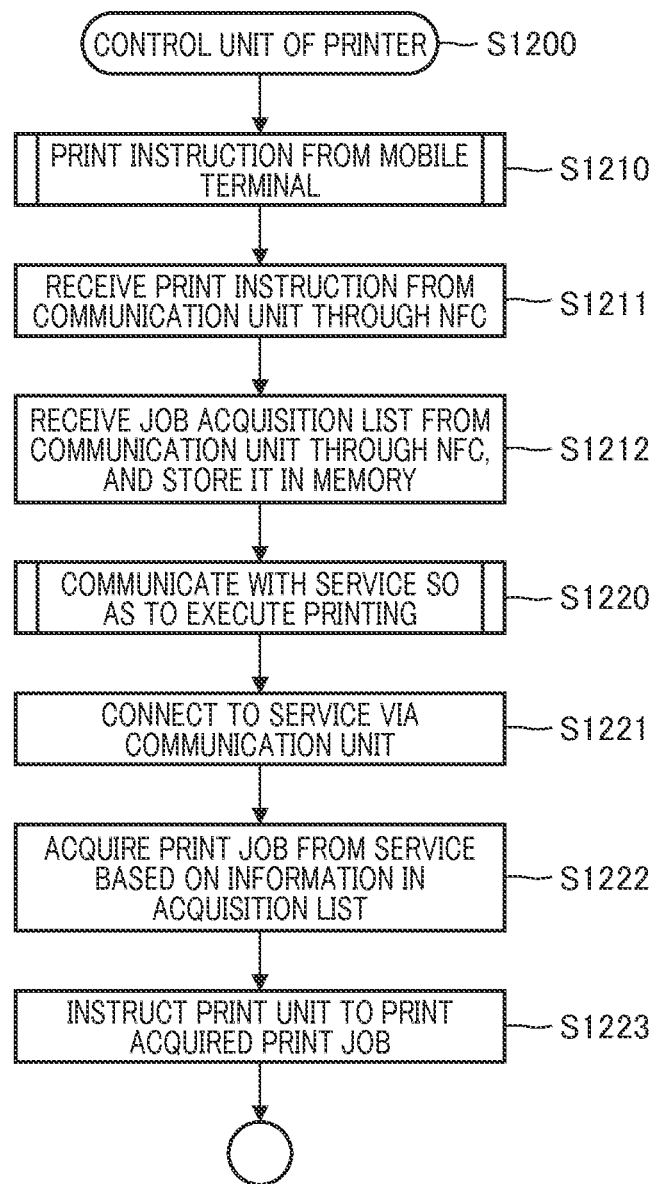 CONTROL UNIT OF PRINTER
S1200
PRINT INSTRUCTION FROM MOBILE
TERMINAL
S1210
RECEIVE PRINT INSTRUCTION FROM
COMMUNICATION UNIT THROUGH NFC
S1211
RECEIVE JOB ACQUISITION LIST FROM
COMMUNICATION UNIT THROUGH NFC,
AND STORE IT IN MEMORY
S1212
COMMUNICATE WITH SERVICE SO
AS TO EXECUTE PRINTING
S1220
CONNECT TO SERVICE VIA
COMMUNICATION UNIT
S1221
ACQUIRE PRINT JOB FROM SERVICE
BASED ON INFORMATION IN
ACQUISITION LIST
S1222
INSTRUCT PRINT UNIT TO PRINT
ACQUIRED PRINT JOB
S1223